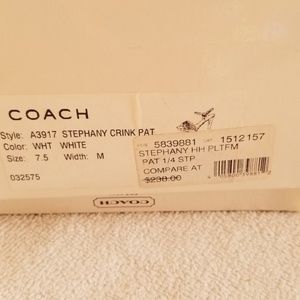 COACH
Style: A3917 STEPHANY CRINK PAT
Color: WHT WHITE
Size: 7.5 Width: M
032575
5839881 1512157
STEPHANY HH PLTFM
PAT 1/4 STP
COMPARE AT
$238.00
COACH